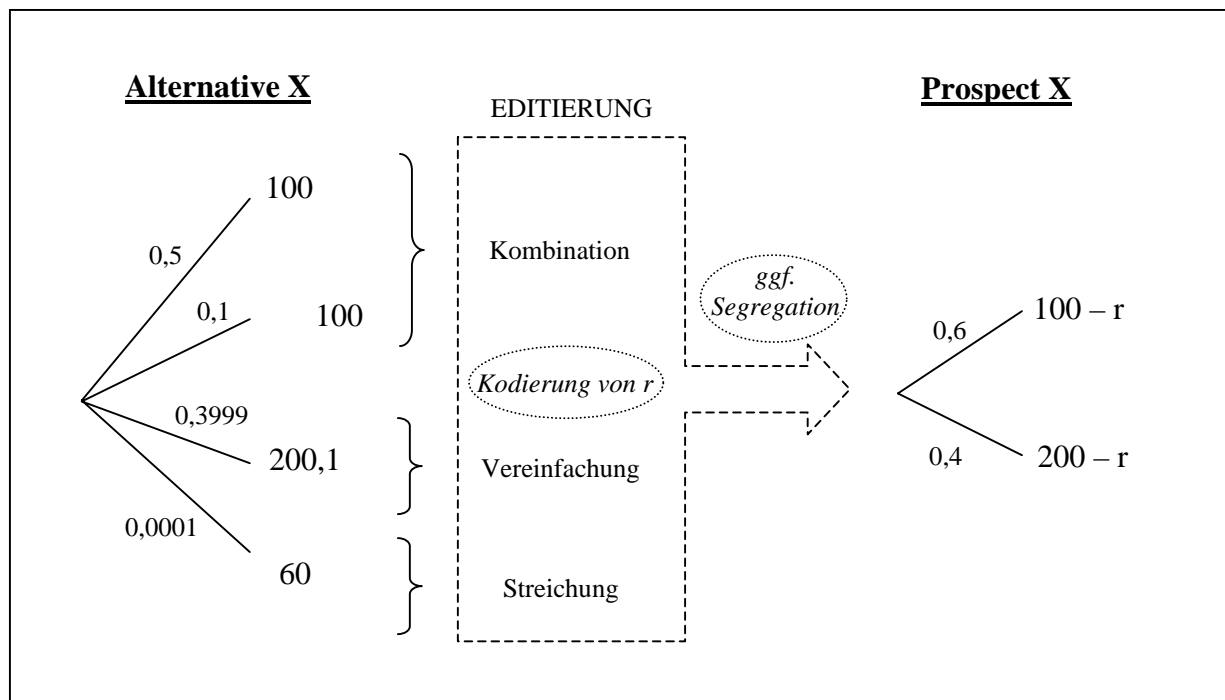 Alternative X
EDITIERUNG
Prospect X
100
0,5
Kombination
0,1
100
ggf.
Segregation
0,6
100 – r
Kodierung von r
0,3999
200,1
Vereinfachung
0,4
200 – r
0,0001
60
Streichung